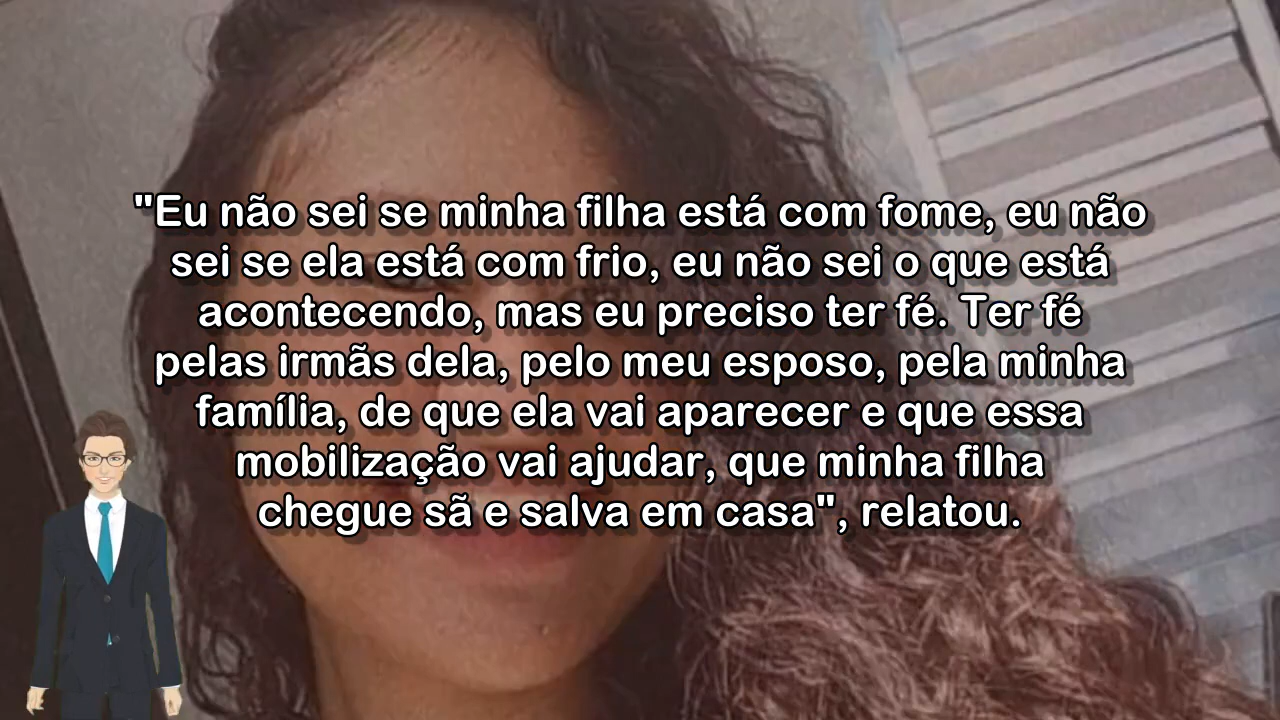 "Eu não sei se minha filha está com fome, eu não
sei se ela está com frio, eu não sei o que está
acontecendo, mas eu preciso ter fé. Ter fé
pelas irmãs dela, pelo meu esposo, pela minha
família, de que ela vai aparecer e que essa
mobilização vai ajudar, que minha filha
chegue sã e salva em casa", relatou.